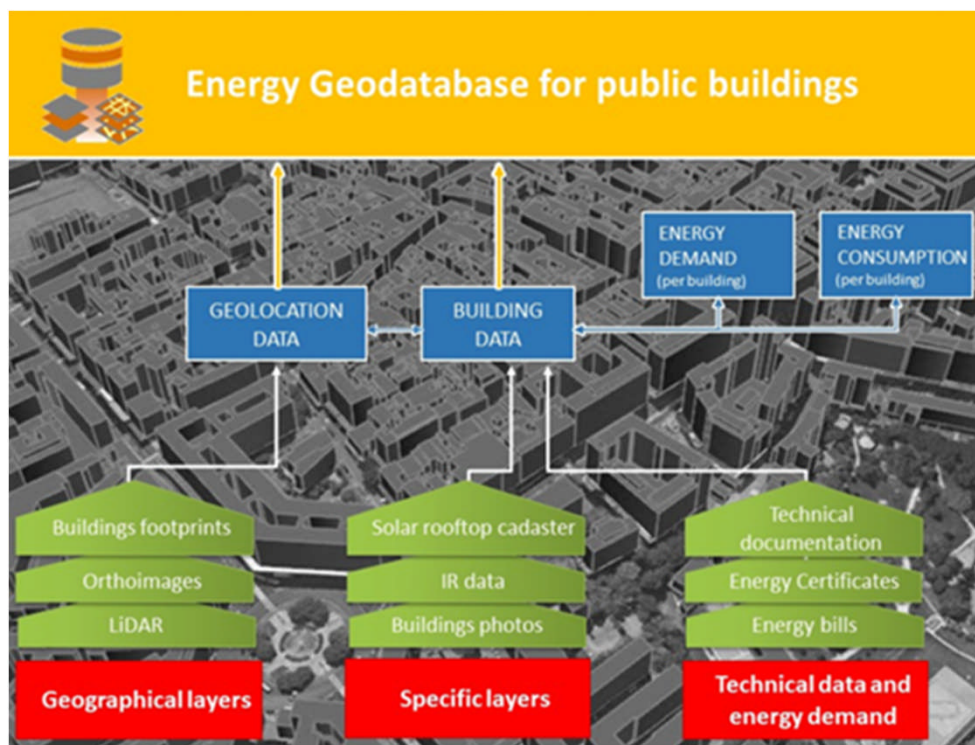 Energy Geodatabase for public buildings
ENERGY
DEMAND
(per building)
ENERGY
CONSUMPTION
(per building)
GEOLOCATION
DATA
BUILDING
DATA
Buildings footprints
Orthoimages
LiDAR
Geographical layers
Solar rooftop cadaster
IR data
Buildings photos
Specific layers
Technical
documentation
Energy Certificates
Energy bills
Technical data and
energy demand